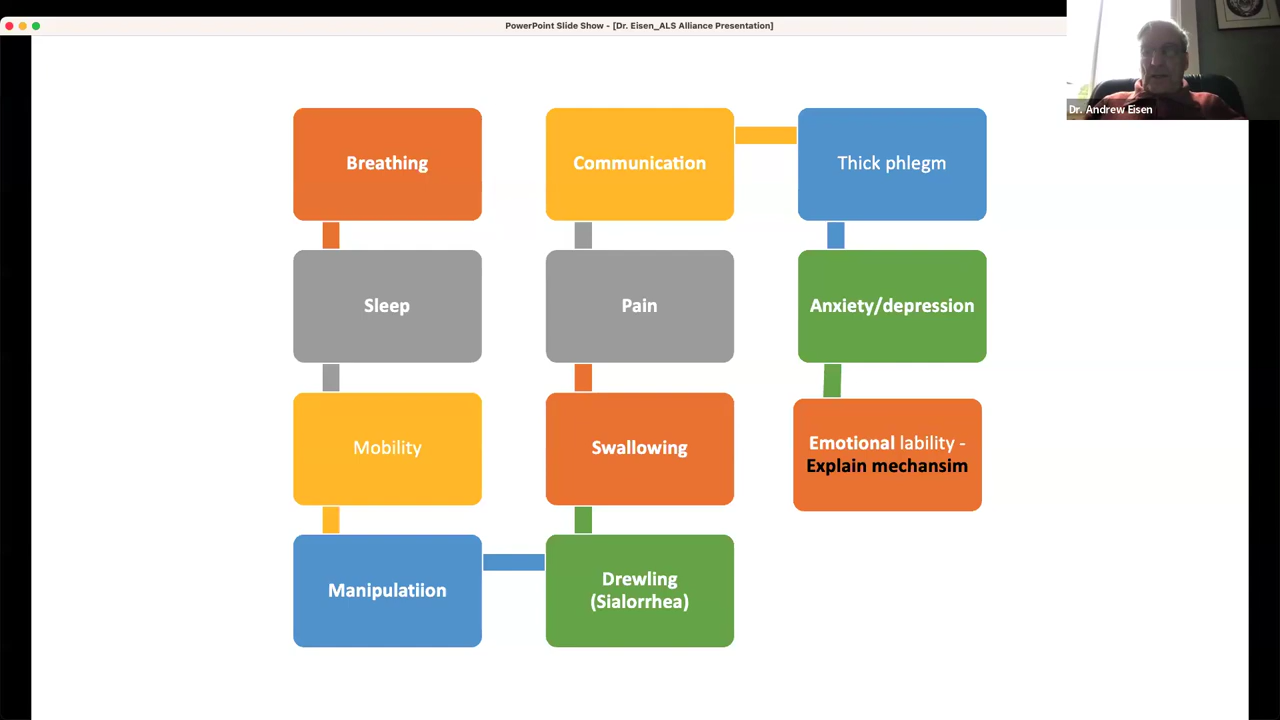 PowerPoint Slide Show - [Dr. Eisen_ALS Alliance Presentation]
Dr. Andrew Eisen
Breathing
Sleep
Mobility
Manipulatiion
Drewling
(Sialorrhea)
Swallowing
Pain
Communication
Thick phlegm
Anxiety/depression
Emotional lability -
Explain mechansim